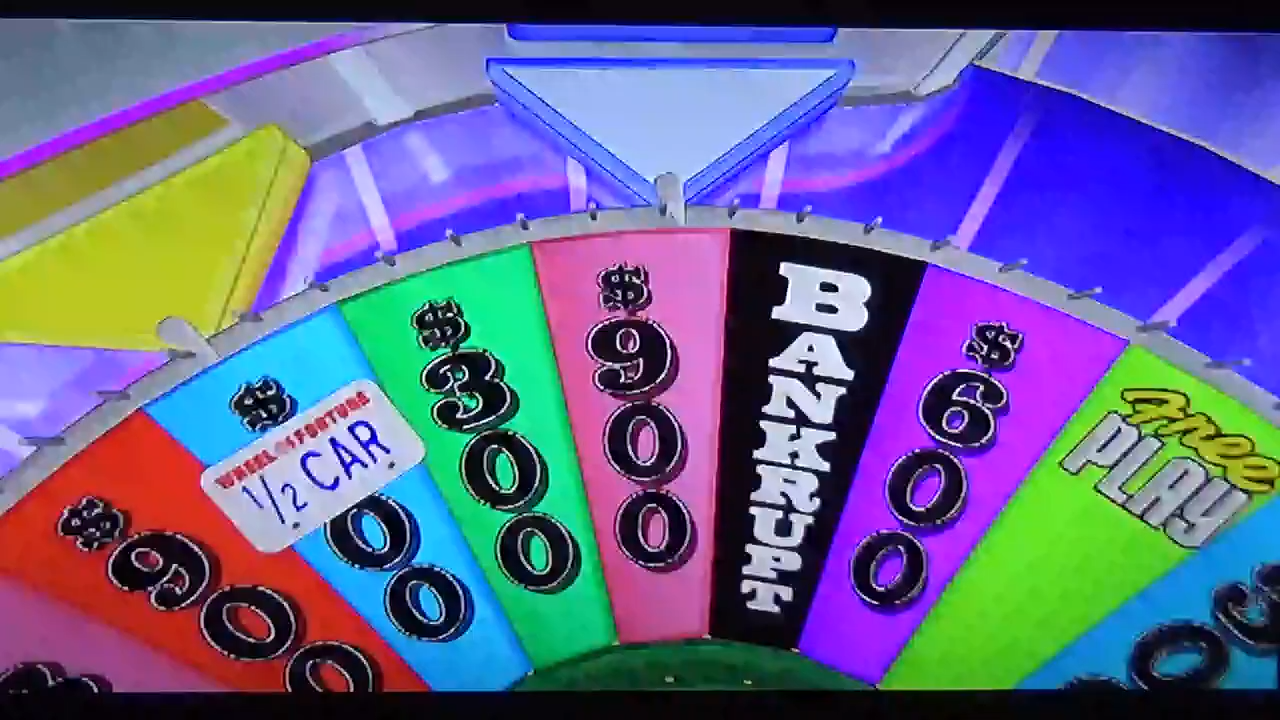 $900
$ 00
WHEEL OF FORTUNE
1/2 CAR
$300
$900
BANKRUPT
$600
Free
PLAY